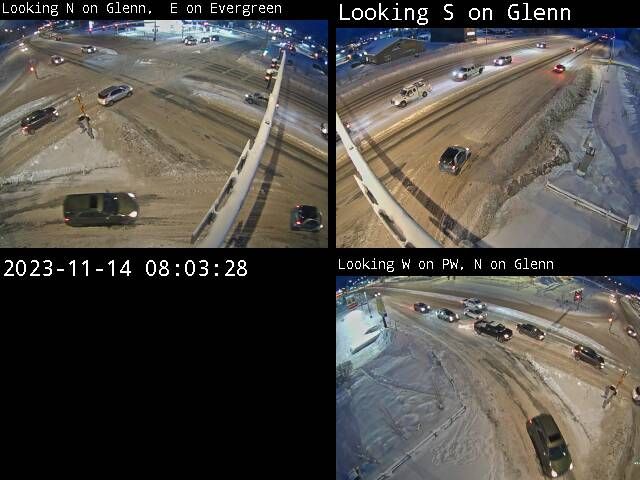 Looking N on Glenn,  E on Evergreen
Looking S on Glenn
2023-11-14 08:03:28
Looking W on PW, N on Glenn